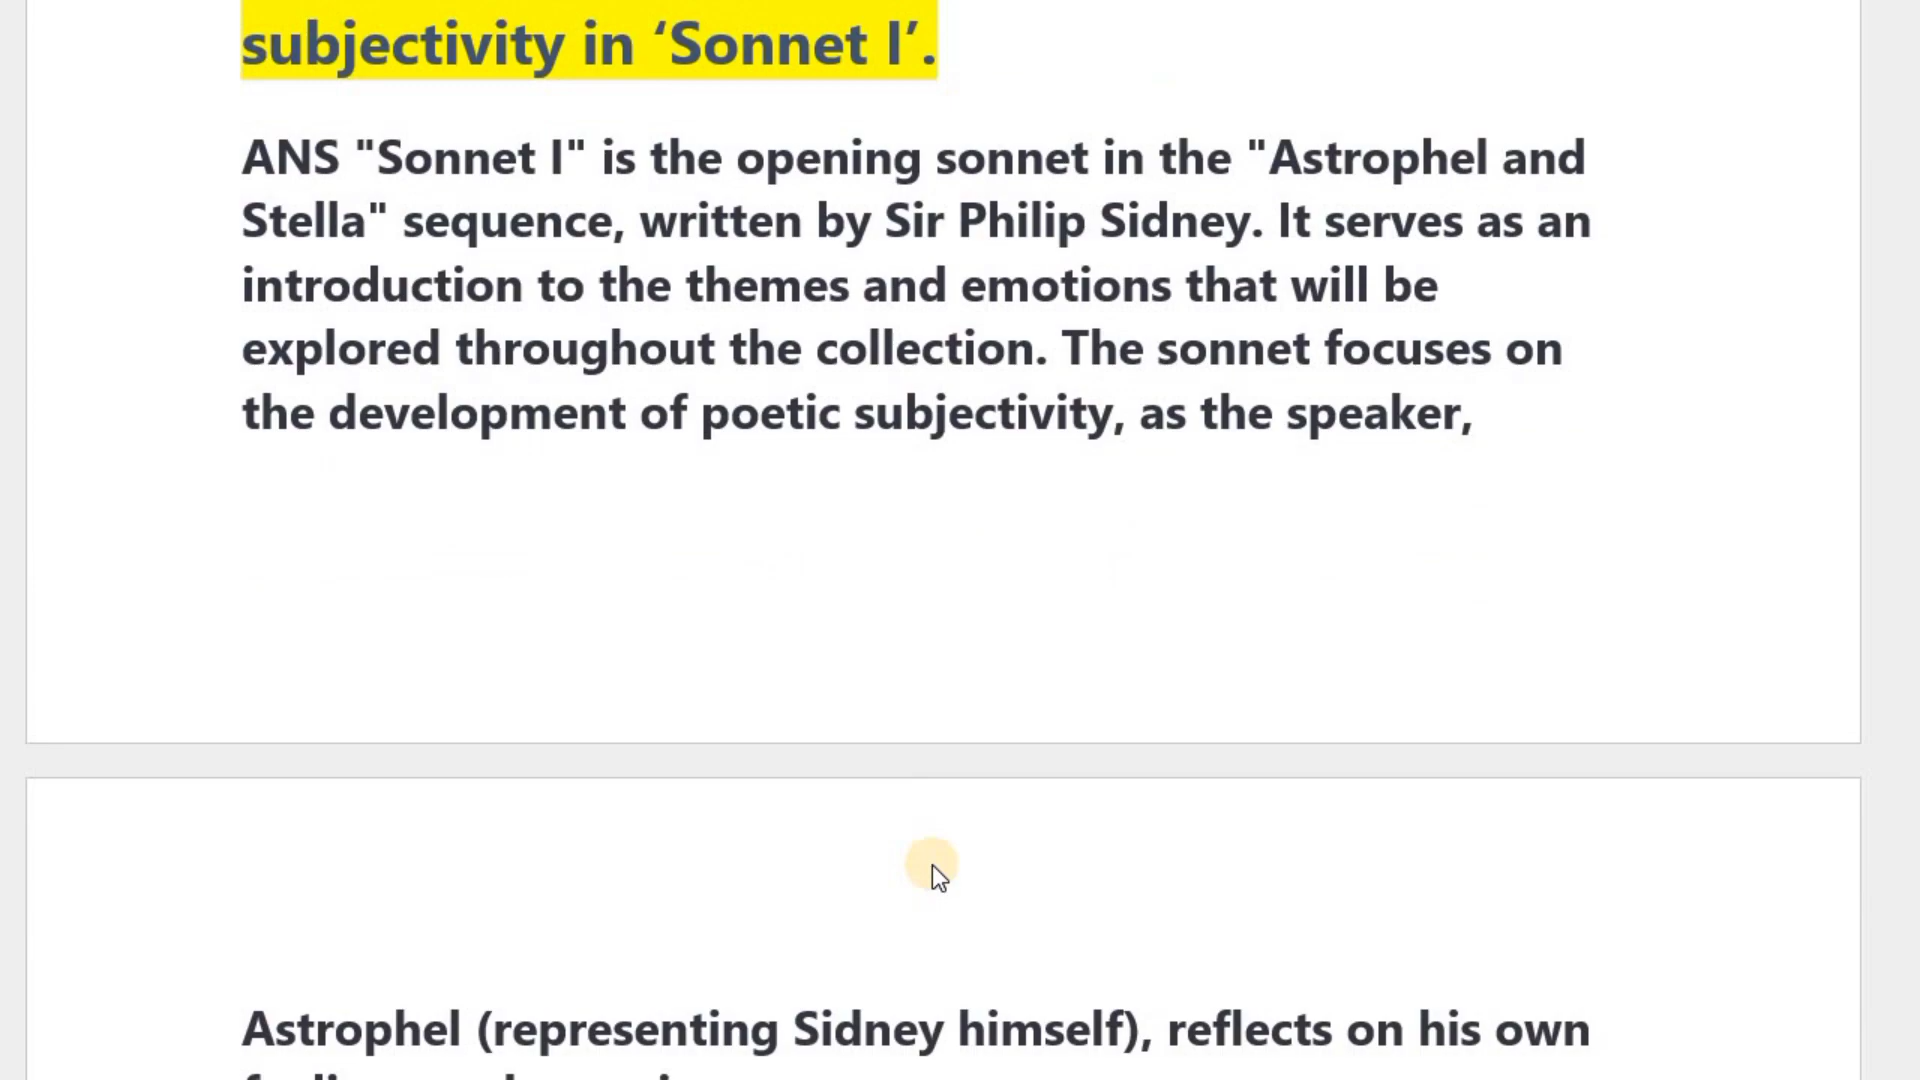 subjectivity in ‘Sonnet I’.
ANS "Sonnet I" is the opening sonnet in the "Astrophel and
Stella" sequence, written by Sir Philip Sidney. It serves as an
introduction to the themes and emotions that will be
explored throughout the collection. The sonnet focuses on
the development of poetic subjectivity, as the speaker,
Astrophel (representing Sidney himself), reflects on his own